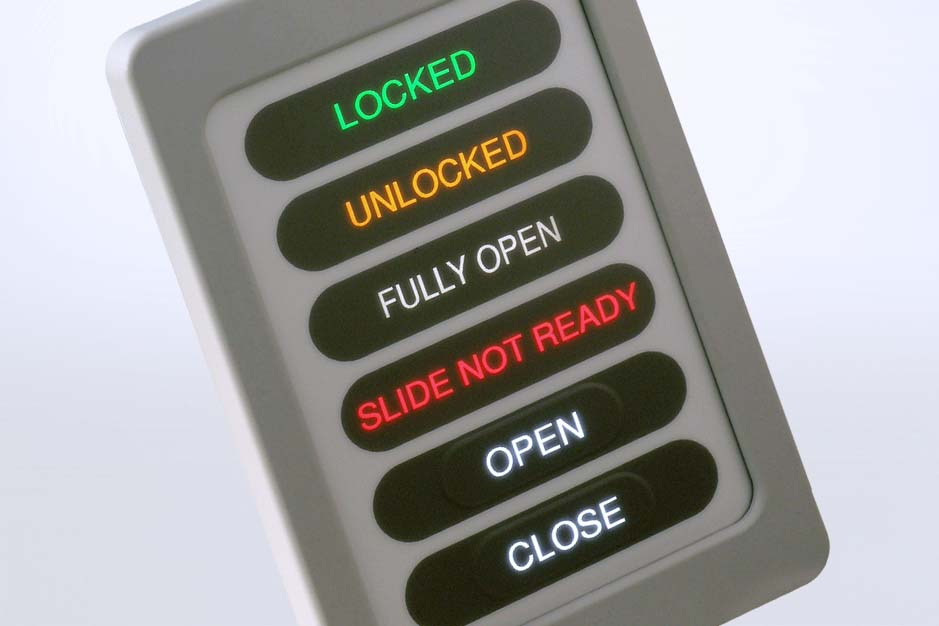 LOCKED
UNLOCKED
FULLY OPEN
SLIDE NOT READY
OPEN
CLOSE